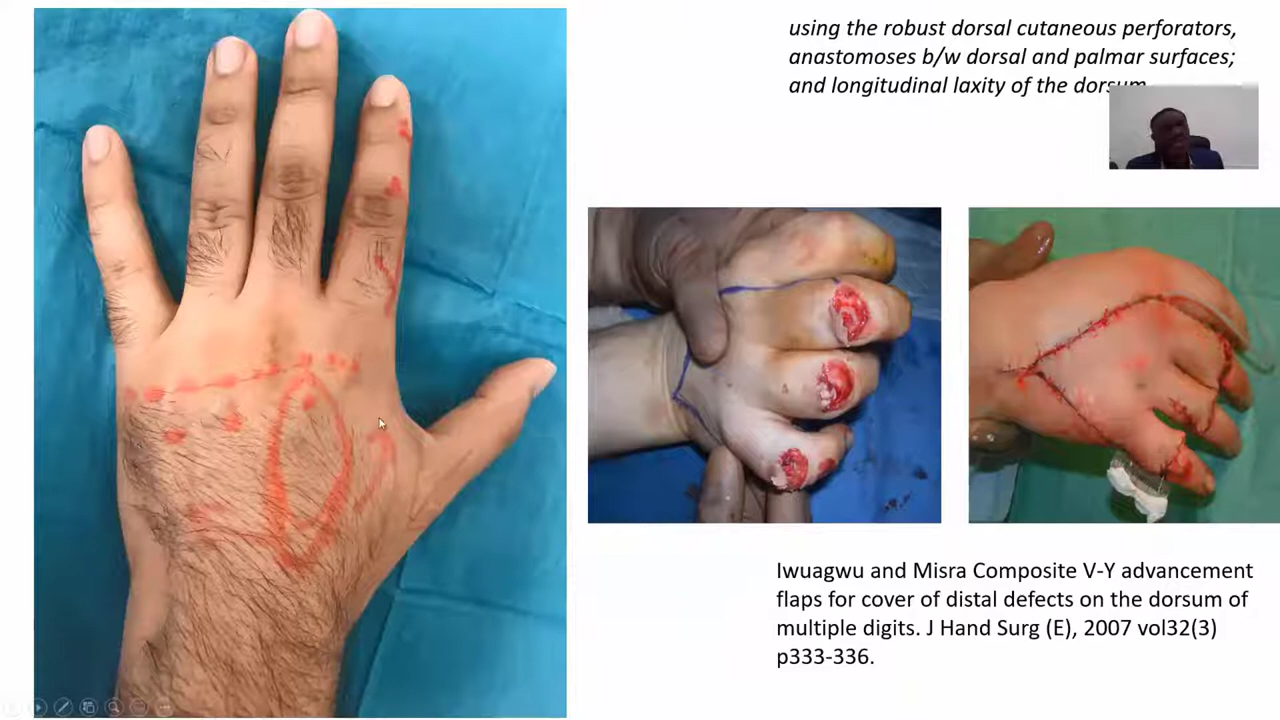 using the robust dorsal cutaneous perforators,
anastomoses b/w dorsal and palmar surfaces;
and longitudinal laxity of the dorsum
Iwuagwu and Misra Composite V-Y advancement
flaps for cover of distal defects on the dorsum of
multiple digits. J Hand Surg (E), 2007 vol32(3)
p333-336.